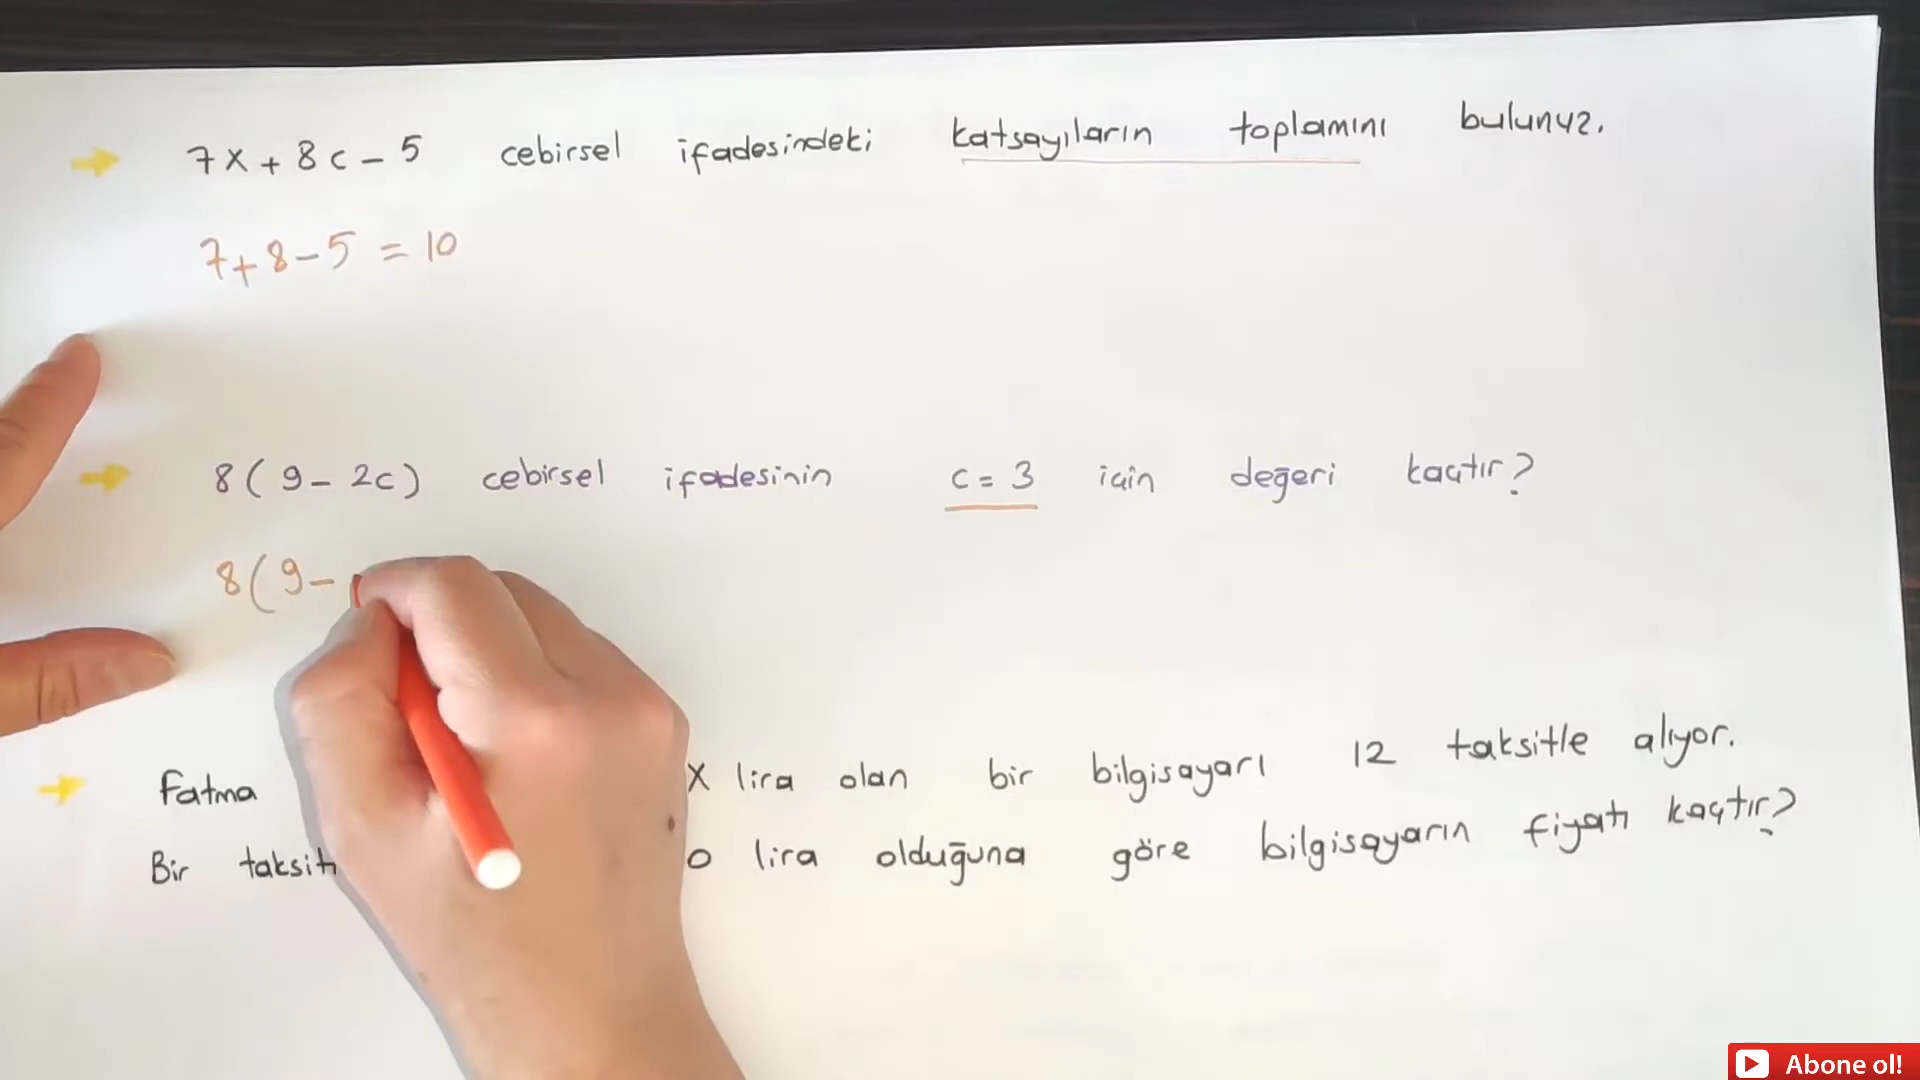 7x + 8c - 5 cebirsel ifadesindeki katsayıların toplamını bulunuz.
7+8-5 = 10
8(9-2c) cebirsel ifadesinin c=3 için değeri kaçtır?
8(9-
Fatma x lira olan bir bilgisayarı 12 taksitle alıyor.
Bir lira olduğuna göre bilgisayarın fiyatı kaçtır?
Abone ol!